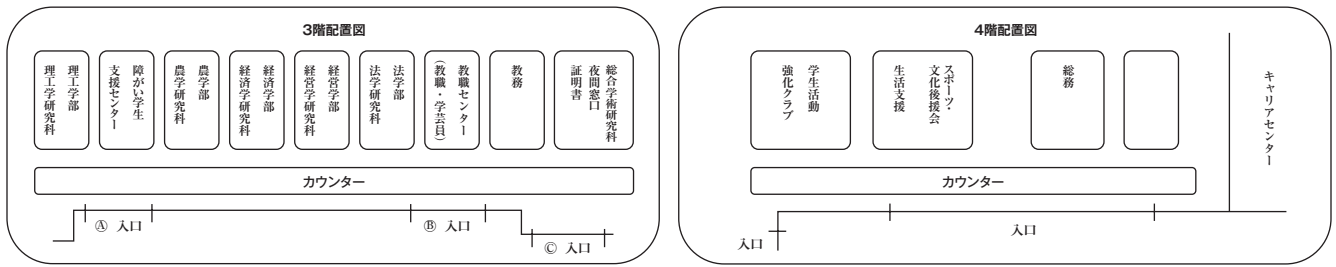 3階配置図
理工学部
理工学研究科
障がい学生
支援センター
農学部
農学研究科
経済学部
経済学研究科
経営学部
経営学研究科
法学部
法学研究科
教職センター
(教職・学芸員)
教務
総合学術研究科
夜間窓口
証明書
カウンター
Ⓐ 入口
Ⓑ 入口
Ⓒ 入口
4階配置図
学生活動
強化クラブ
スポーツ・
文化後援会
生活支援
総務
キャリアセンター
カウンター
入口
入口